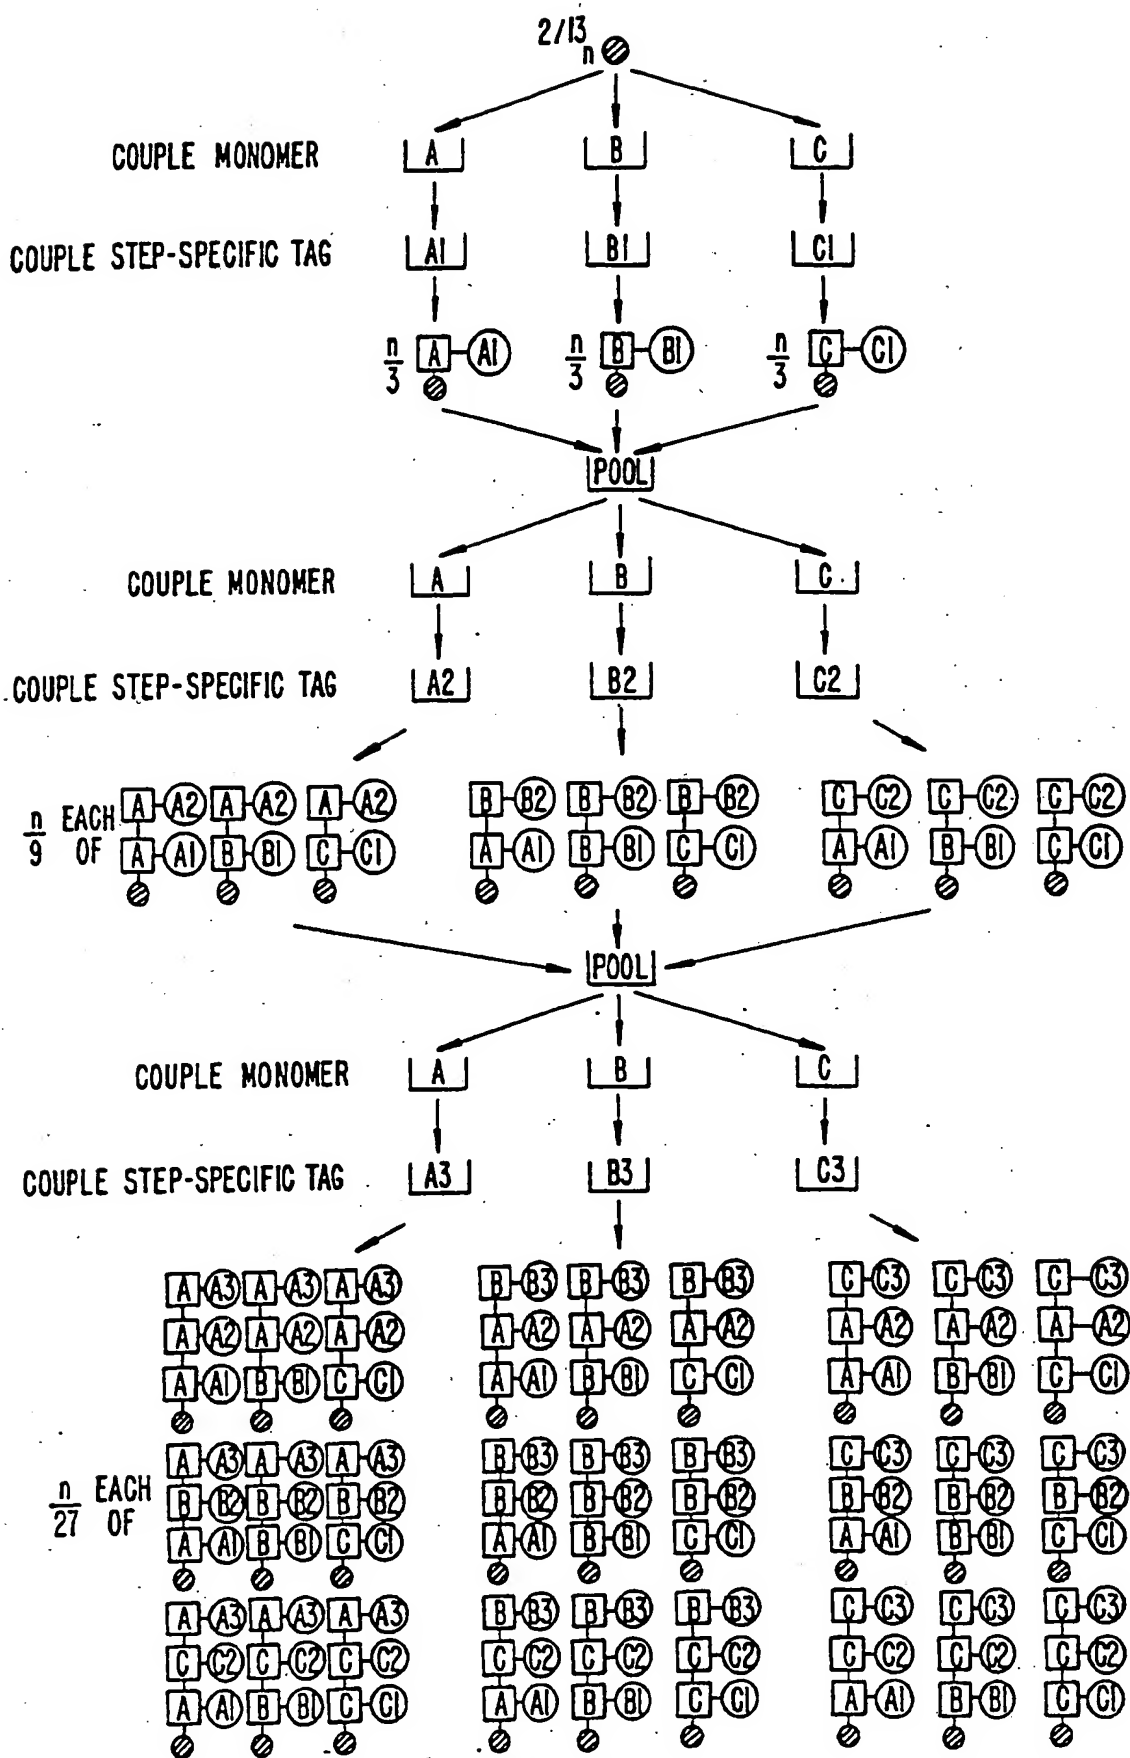 2/13
n
COUPLE MONOMER A B C
COUPLE STEP-SPECIFIC TAG A1 B1 C1
n/3 A A1 n/3 B B1 n/3 C C1
POOL
COUPLE MONOMER A B C
COUPLE STEP-SPECIFIC TAG A2 B2 C2
A A2 A A2 A A2 B B2 B B2 B B2 C C2 C C2 C C2
n/9 EACH OF
A A1 B B1 C C1 A A1 B B1 C C1 A A1 B B1 C C1
POOL
COUPLE MONOMER A B C
COUPLE STEP-SPECIFIC TAG A3 B3 C3
A A3 A A3 A A3 B B3 B B3 B B3 C C3 C C3 C C3
A A2 A A2 A A2 A A2 A A2 A A2 A A2 A A2 A A2
A A1 B B1 C C1 A A1 B B1 C C1 A A1 B B1 C C1
A A3 A A3 A A3 B B3 B B3 B B3 C C3 C C3 C C3
n/27 EACH OF
B B2 B B2 B B2 B B2 B B2 B B2 B B2 B B2 B B2
A A1 B B1 C C1 A A1 B B1 C C1 A A1 B B1 C C1
A A3 A A3 A A3 B B3 B B3 B B3 C C3 C C3 C C3
C C2 C C2 C C2 C C2 C C2 C C2 C C2 C C2 C C2
A A1 B B1 C C1 A A1 B B1 C C1 A A1 B B1 C C1